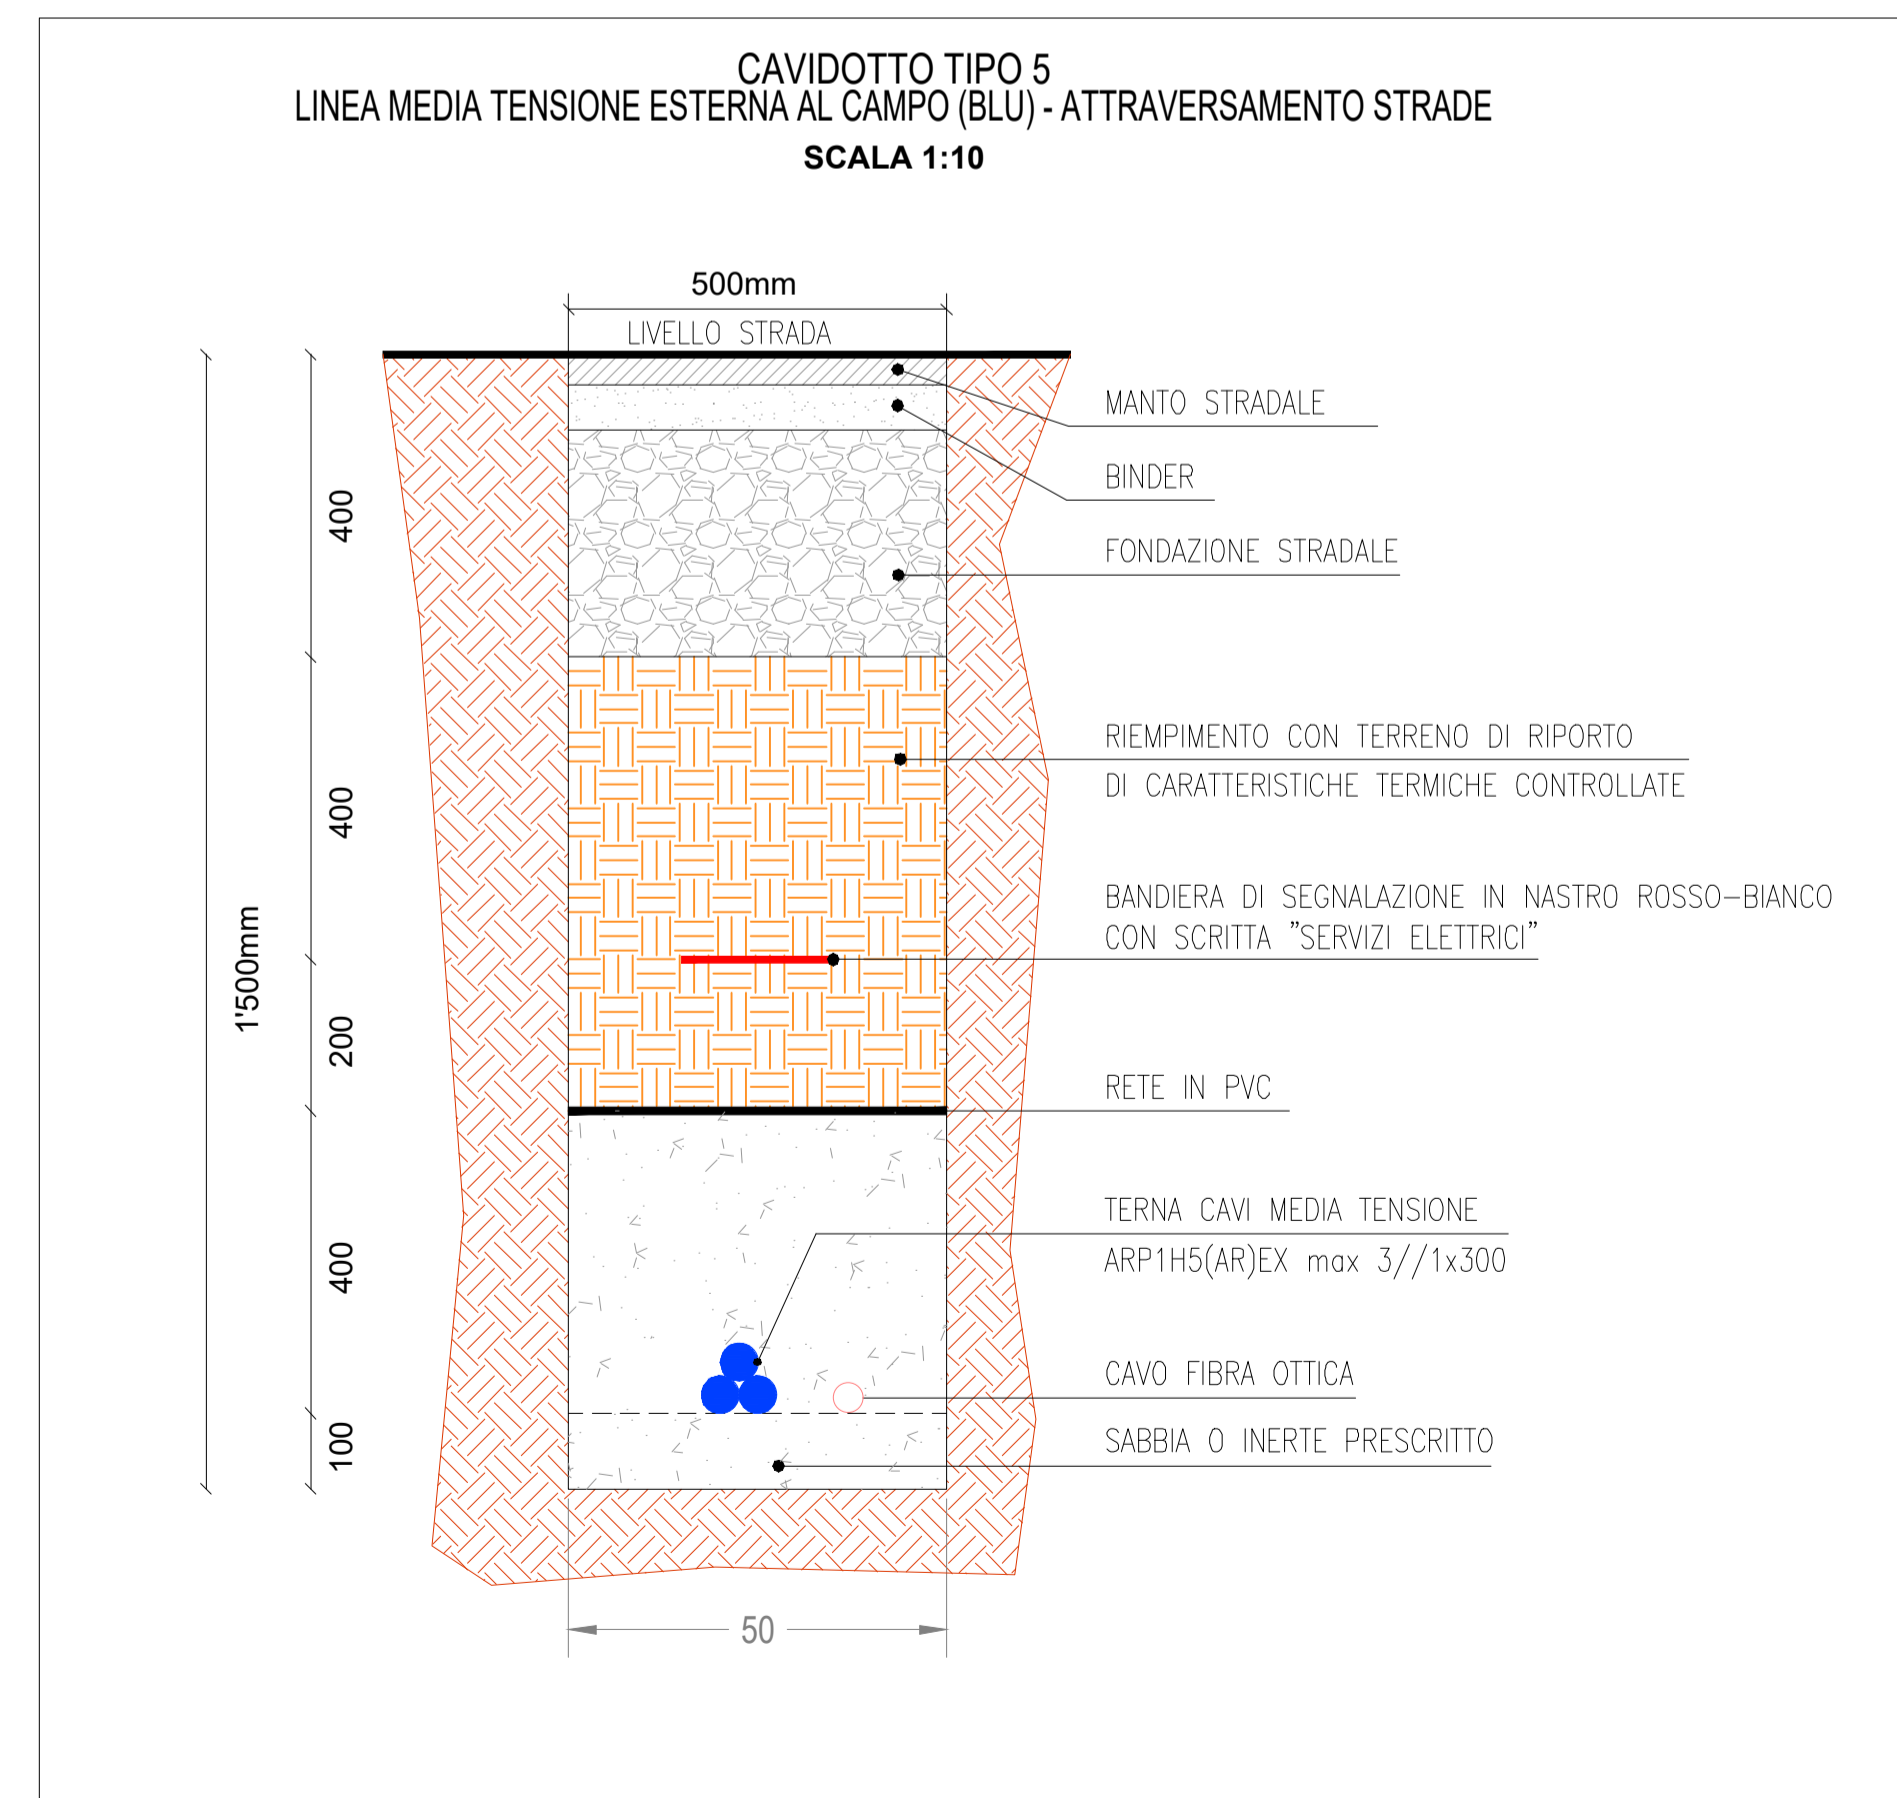 CAVIDOTTO TIPO 5
LINEA MEDIA TENSIONE ESTERNA AL CAMPO (BLU) - ATTRAVERSAMENTO STRADE
SCALA 1:10
500mm
LIVELLO STRADA
MANTO STRADALE
BINDER
400
FONDAZIONE STRADALE
RIEMPIMENTO CON TERRENO DI RIPORTO
DI CARATTERISTICHE TERMICHE CONTROLLATE
400
BANDIERA DI SEGNALAZIONE IN NASTRO ROSSO-BIANCO
CON SCRITTA "SERVIZI ELETTRICI"
1'500mm
200
RETE IN PVC
TERNA CAVI MEDIA TENSIONE
ARP1H5(AR)EX max 3//1x300
400
CAVO FIBRA OTTICA
SABBIA O INERTE PRESCRITTO
100
50